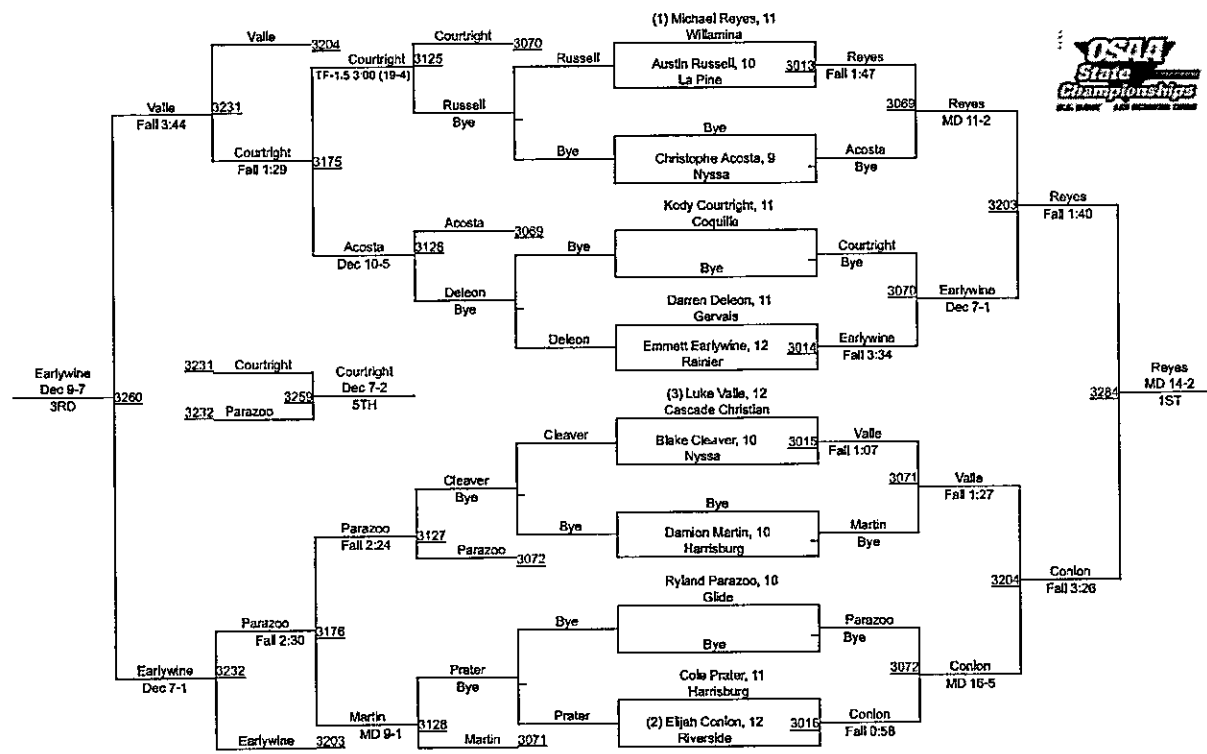 (1) Michael Reyes, 11
Willamina
Austin Russell, 10
La Pine
Bye
Christophe Acosta, 9
Nyssa
Kody Courtright, 11
Coquille
Bye
Darren Deleon, 11
Gervais
Emmett Earlywine, 12
Rainier
(3) Luke Valle, 12
Cascade Christian
Blake Cleaver, 10
Nyssa
Bye
Damion Martin, 10
Harrisburg
Ryland Parazoo, 10
Glide
Bye
Cole Prater, 11
Harrisburg
(2) Elijah Conlon, 12
Riverside
3013
Reyes
Fall 1:47
Acosta
Bye
Courtright
Bye
3014
Earlywine
Fall 3:34
3015
Valle
Fall 1:07
Martin
Bye
Parazoo
Bye
3016
Conlon
Fall 0:58
3069
Reyes
MD 11-2
3070
Earlywine
Dec 7-1
3071
Valle
Fall 1:27
3072
Conlon
MD 16-5
3203
Reyes
Fall 1:40
3204
Conlon
Fall 3:26
3284
Reyes
MD 14-2
1ST
Russell
Bye
Bye
Deleon
Cleaver
Bye
Bye
Prater
Courtright
3070
Russell
Bye
Acosta
3069
Deleon
Bye
Cleaver
Bye
Parazoo
3072
Prater
Bye
Martin
3071
Courtright
3125
TF-1.5 3:00 (19-4)
Acosta
3126
Dec 10-5
Parazoo
3127
Fall 2:24
Martin
3128
MD 9-1
Valle
3204
Courtright
3175
Fall 1:29
Parazoo
3176
Fall 2:30
Earlywine
3203
Valle
3231
Fall 3:44
Earlywine
3232
Dec 7-1
3231
Courtright
3232
Parazoo
3259
Courtright
Dec 7-2
5TH
Earlywine
Dec 9-7
3RD
3260
OSAA
State
Championships